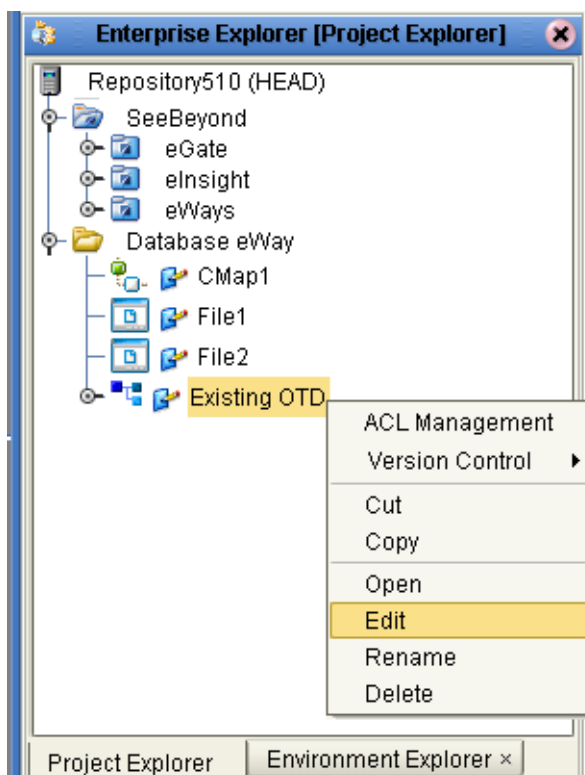 Enterprise Explorer [Project Explorer]
Repository510 (HEAD)
SeeBeyond
eGate
eInsight
eWays
Database eWay
CMap1
File1
File2
Existing OTD
ACL Management
Version Control
Cut
Copy
Open
Edit
Rename
Delete
Project Explorer
Environment Explorer ×